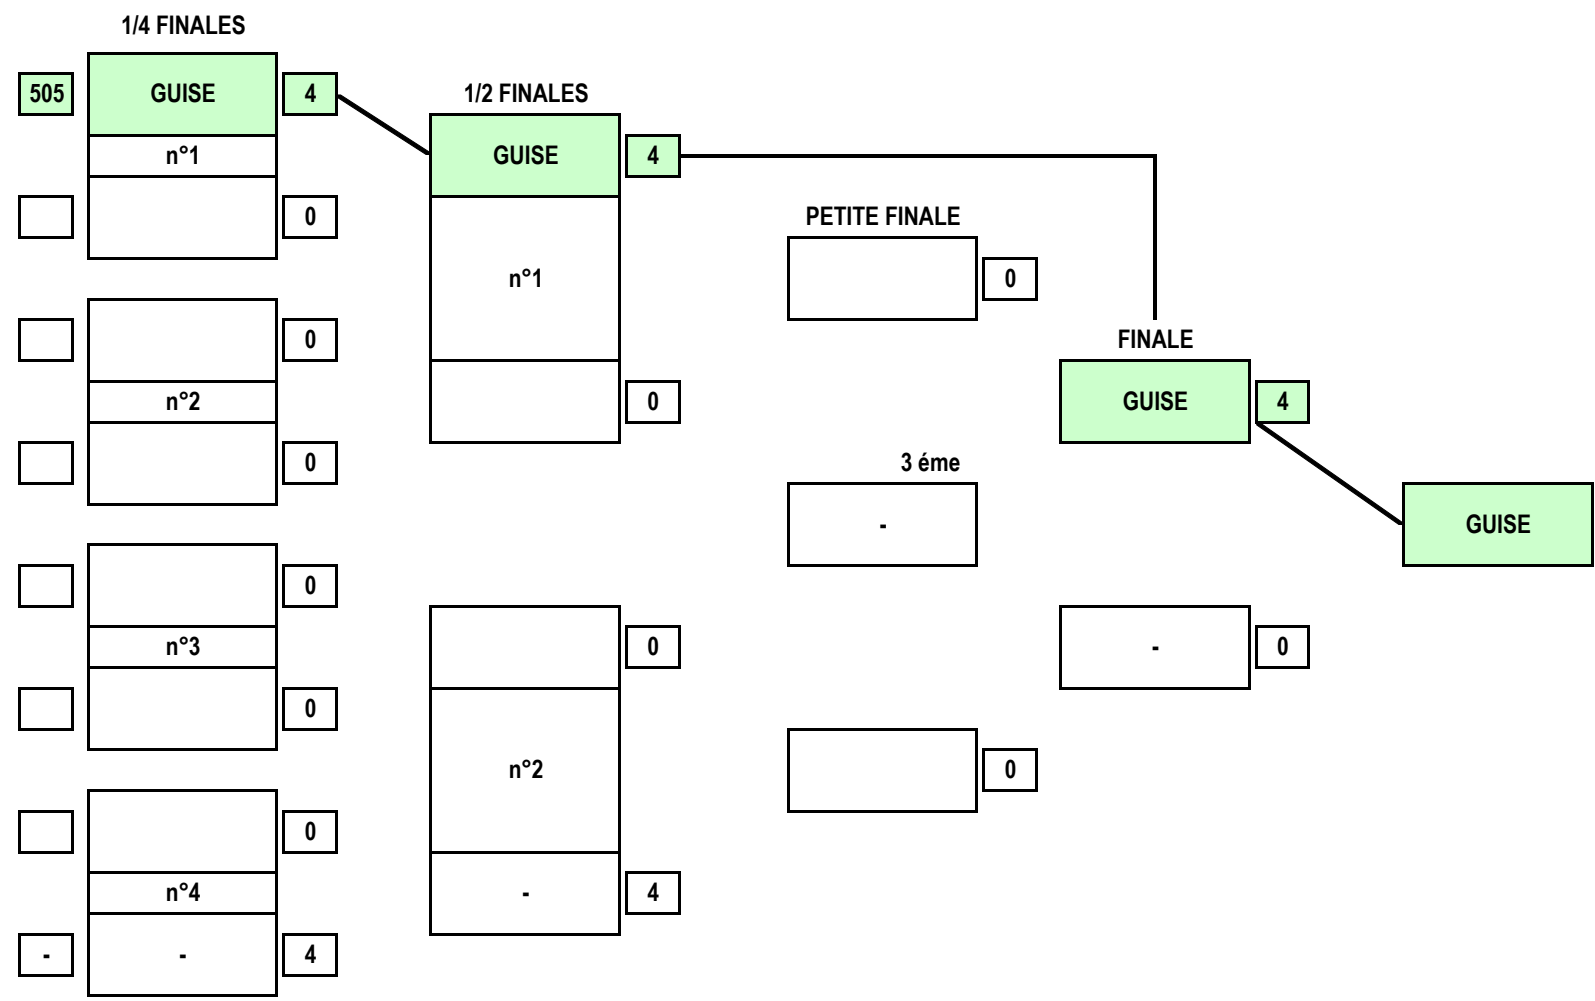 1/4 FINALES
505 GUISE 4
n°1
0
0
n°2
0
0
n°3
0
0
n°4
- - 4
1/2 FINALES
GUISE 4
n°1
0
0
n°2
- 4
PETITE FINALE
0
3 éme
-
0
FINALE
GUISE 4
- 0
GUISE